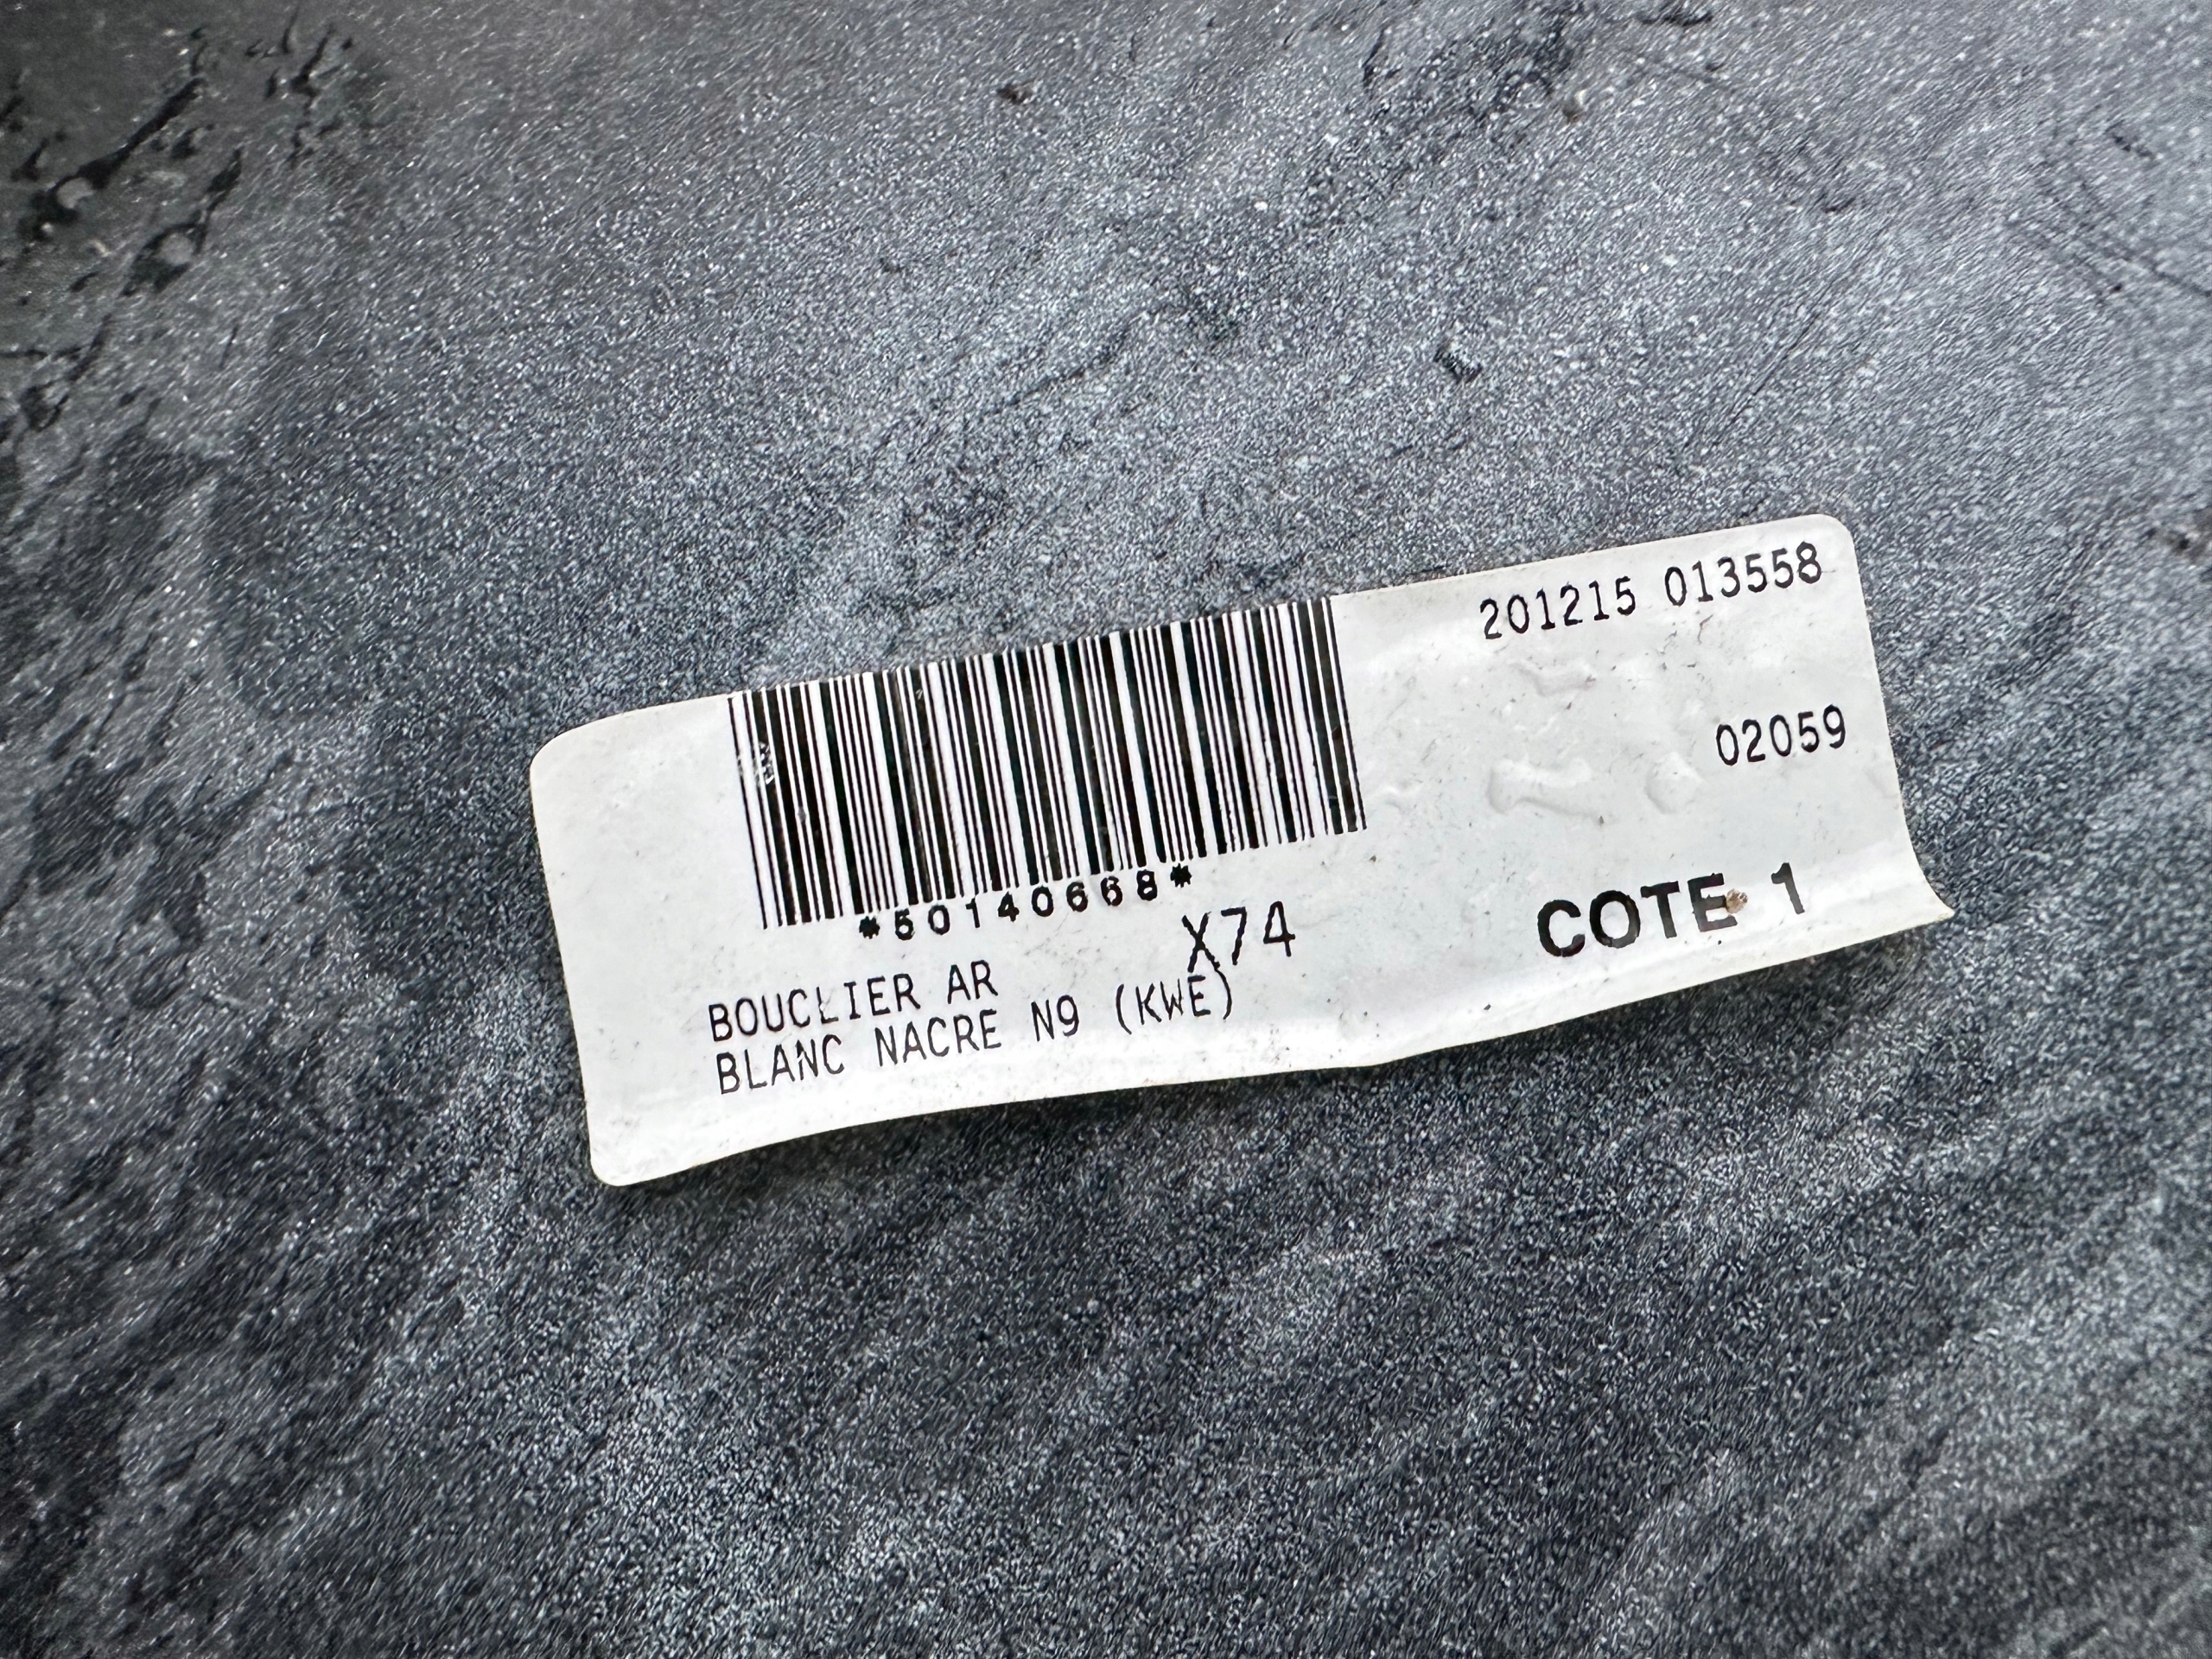 201215 013558
02059
*50140668*
X74
COTE 1
BOUCLIER AR
BLANC NACRE N9 (KWE)